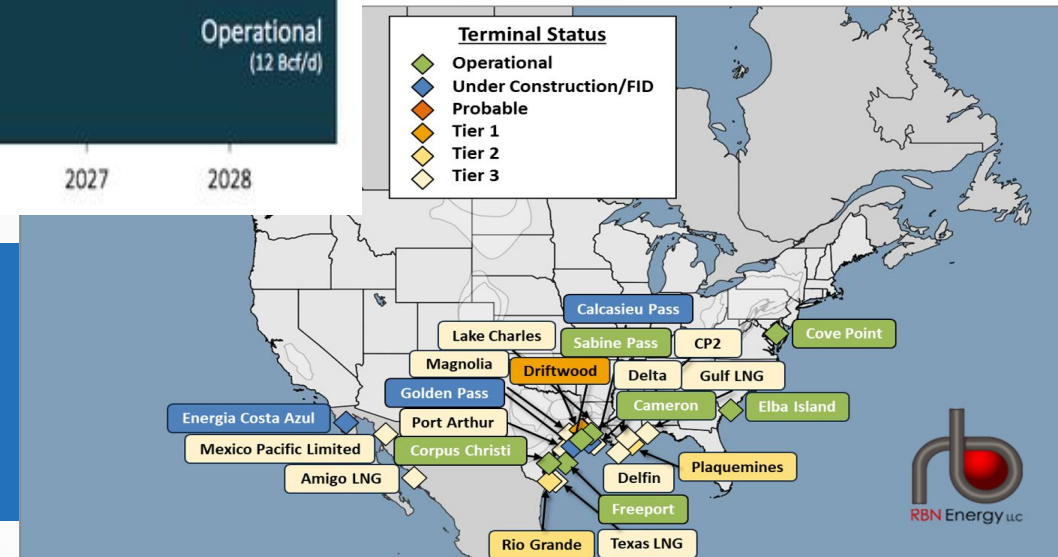 Operational
(12 Bcf/d)
2027
2028
Terminal Status
Operational
Under Construction/FID
Probable
Tier 1
Tier 2
Tier 3
Calcasieu Pass
Lake Charles
Sabine Pass
CP2
Cove Point
Magnolia
Driftwood
Delta
Gulf LNG
Golden Pass
Cameron
Elba Island
Energia Costa Azul
Port Arthur
Mexico Pacific Limited
Corpus Christi
Plaquemines
Amigo LNG
Delfin
Freeport
Rio Grande
Texas LNG
rb
RBN Energy LLC